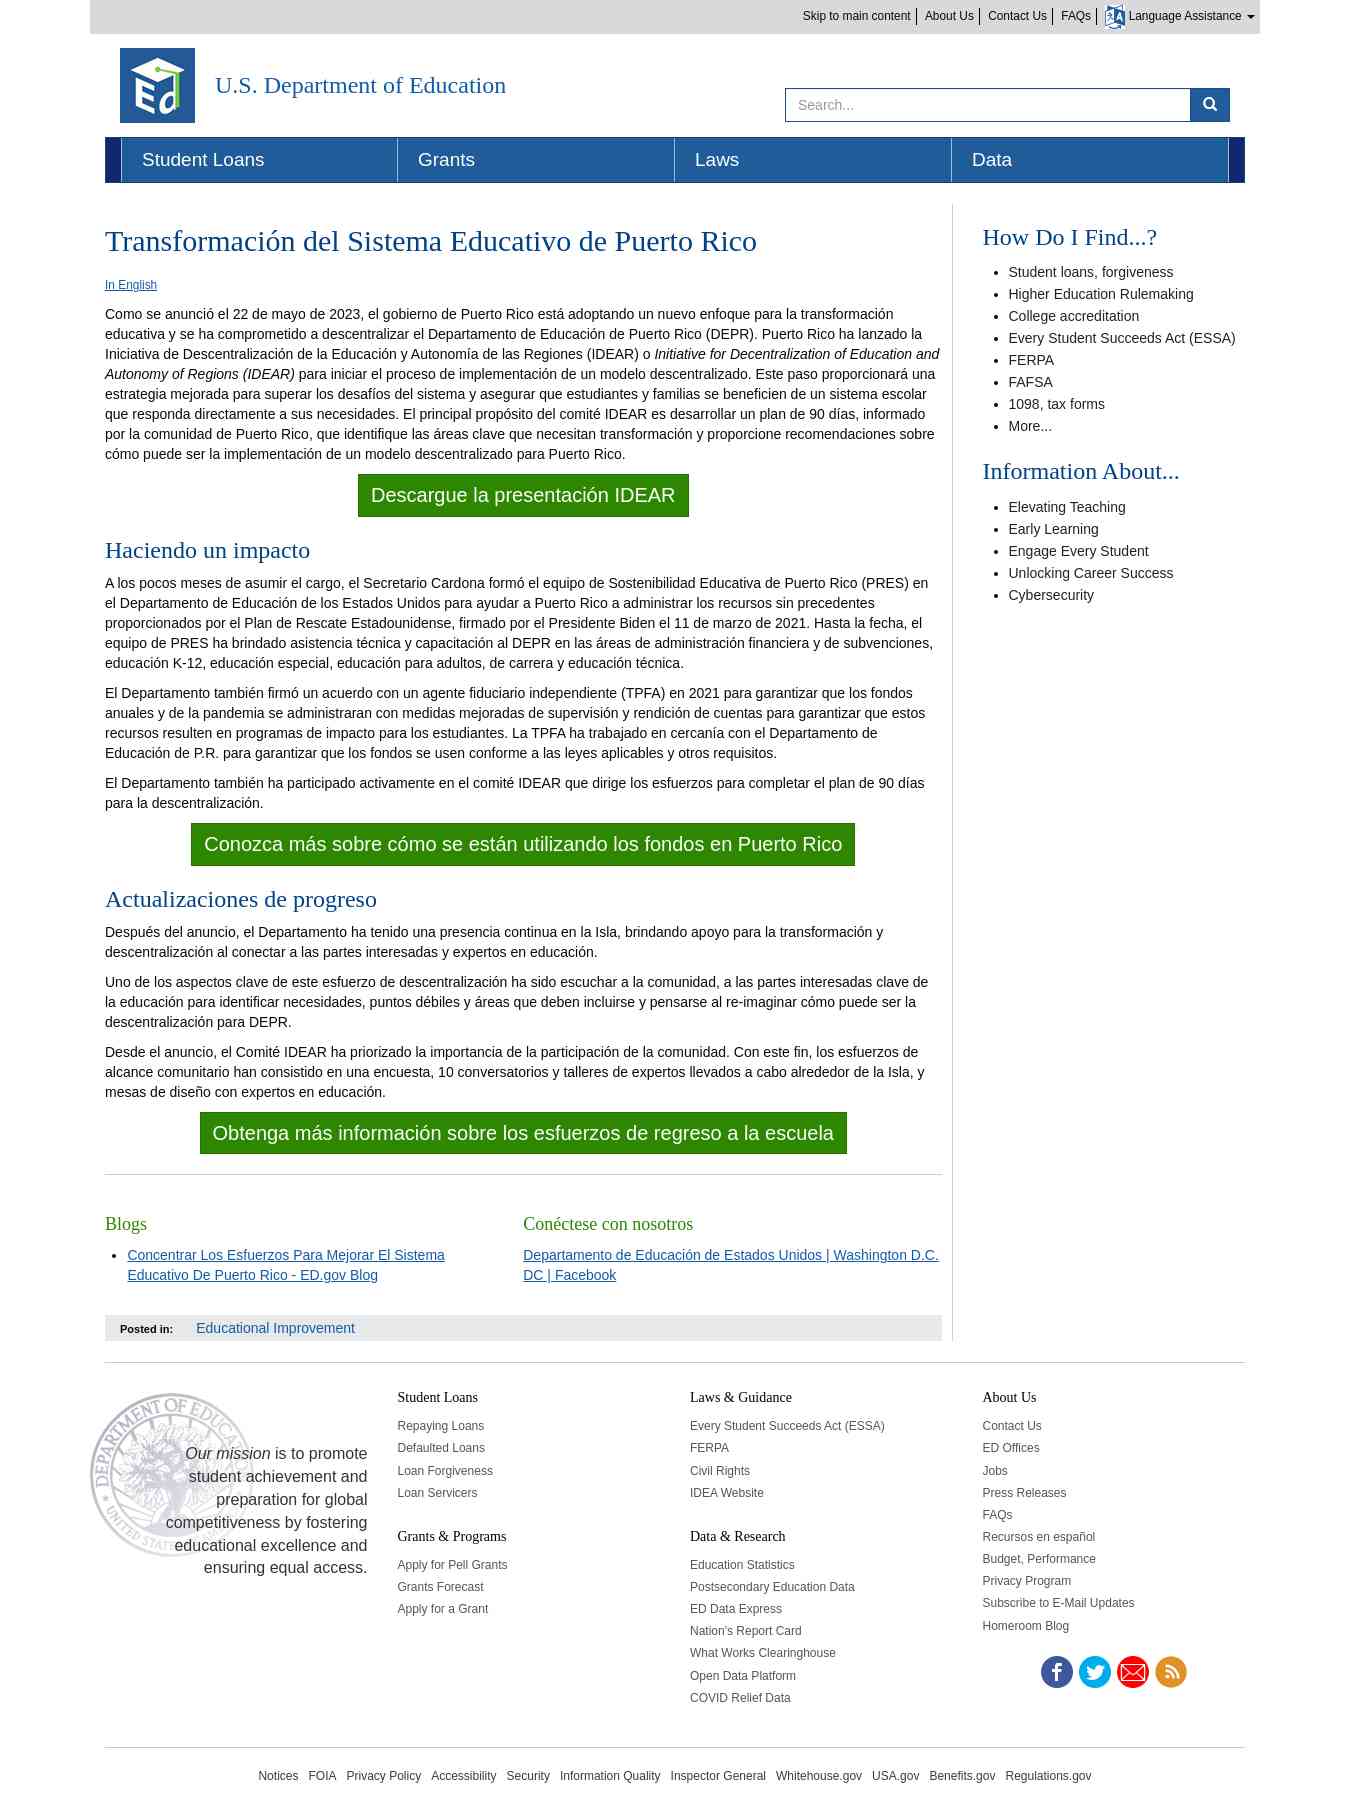 Skip to main content
About Us
Contact Us
FAQs
Language Assistance
Ed
U.S. Department of Education
Search...
Student Loans
Grants
Laws
Data
Transformación del Sistema Educativo de Puerto Rico
In English
Como se anunció el 22 de mayo de 2023, el gobierno de Puerto Rico está adoptando un nuevo enfoque para la transformación
educativa y se ha comprometido a descentralizar el Departamento de Educación de Puerto Rico (DEPR). Puerto Rico ha lanzado la
Iniciativa de Descentralización de la Educación y Autonomía de las Regiones (IDEAR) o Initiative for Decentralization of Education and
Autonomy of Regions (IDEAR) para iniciar el proceso de implementación de un modelo descentralizado. Este paso proporcionará una
estrategia mejorada para superar los desafíos del sistema y asegurar que estudiantes y familias se beneficien de un sistema escolar
que responda directamente a sus necesidades. El principal propósito del comité IDEAR es desarrollar un plan de 90 días, informado
por la comunidad de Puerto Rico, que identifique las áreas clave que necesitan transformación y proporcione recomendaciones sobre
cómo puede ser la implementación de un modelo descentralizado para Puerto Rico.
Descargue la presentación IDEAR
Haciendo un impacto
A los pocos meses de asumir el cargo, el Secretario Cardona formó el equipo de Sostenibilidad Educativa de Puerto Rico (PRES) en
el Departamento de Educación de los Estados Unidos para ayudar a Puerto Rico a administrar los recursos sin precedentes
proporcionados por el Plan de Rescate Estadounidense, firmado por el Presidente Biden el 11 de marzo de 2021. Hasta la fecha, el
equipo de PRES ha brindado asistencia técnica y capacitación al DEPR en las áreas de administración financiera y de subvenciones,
educación K-12, educación especial, educación para adultos, de carrera y educación técnica.
El Departamento también firmó un acuerdo con un agente fiduciario independiente (TPFA) en 2021 para garantizar que los fondos
anuales y de la pandemia se administraran con medidas mejoradas de supervisión y rendición de cuentas para garantizar que estos
recursos resulten en programas de impacto para los estudiantes. La TPFA ha trabajado en cercanía con el Departamento de
Educación de P.R. para garantizar que los fondos se usen conforme a las leyes aplicables y otros requisitos.
El Departamento también ha participado activamente en el comité IDEAR que dirige los esfuerzos para completar el plan de 90 días
para la descentralización.
Conozca más sobre cómo se están utilizando los fondos en Puerto Rico
Actualizaciones de progreso
Después del anuncio, el Departamento ha tenido una presencia continua en la Isla, brindando apoyo para la transformación y
descentralización al conectar a las partes interesadas y expertos en educación.
Uno de los aspectos clave de este esfuerzo de descentralización ha sido escuchar a la comunidad, a las partes interesadas clave de
la educación para identificar necesidades, puntos débiles y áreas que deben incluirse y pensarse al re-imaginar cómo puede ser la
descentralización para DEPR.
Desde el anuncio, el Comité IDEAR ha priorizado la importancia de la participación de la comunidad. Con este fin, los esfuerzos de
alcance comunitario han consistido en una encuesta, 10 conversatorios y talleres de expertos llevados a cabo alrededor de la Isla, y
mesas de diseño con expertos en educación.
Obtenga más información sobre los esfuerzos de regreso a la escuela
Blogs
Concentrar Los Esfuerzos Para Mejorar El Sistema
Educativo De Puerto Rico - ED.gov Blog
Conéctese con nosotros
Departamento de Educación de Estados Unidos | Washington D.C.
DC | Facebook
Posted in:
Educational Improvement
How Do I Find...?
Student loans, forgiveness
Higher Education Rulemaking
College accreditation
Every Student Succeeds Act (ESSA)
FERPA
FAFSA
1098, tax forms
More...
Information About...
Elevating Teaching
Early Learning
Engage Every Student
Unlocking Career Success
Cybersecurity
Our mission is to promote
student achievement and
preparation for global
competitiveness by fostering
educational excellence and
ensuring equal access.
Student Loans
Repaying Loans
Defaulted Loans
Loan Forgiveness
Loan Servicers
Grants & Programs
Apply for Pell Grants
Grants Forecast
Apply for a Grant
Laws & Guidance
Every Student Succeeds Act (ESSA)
FERPA
Civil Rights
IDEA Website
Data & Research
Education Statistics
Postsecondary Education Data
ED Data Express
Nation's Report Card
What Works Clearinghouse
Open Data Platform
COVID Relief Data
About Us
Contact Us
ED Offices
Jobs
Press Releases
FAQs
Recursos en español
Budget, Performance
Privacy Program
Subscribe to E-Mail Updates
Homeroom Blog
Notices
FOIA
Privacy Policy
Accessibility
Security
Information Quality
Inspector General
Whitehouse.gov
USA.gov
Benefits.gov
Regulations.gov